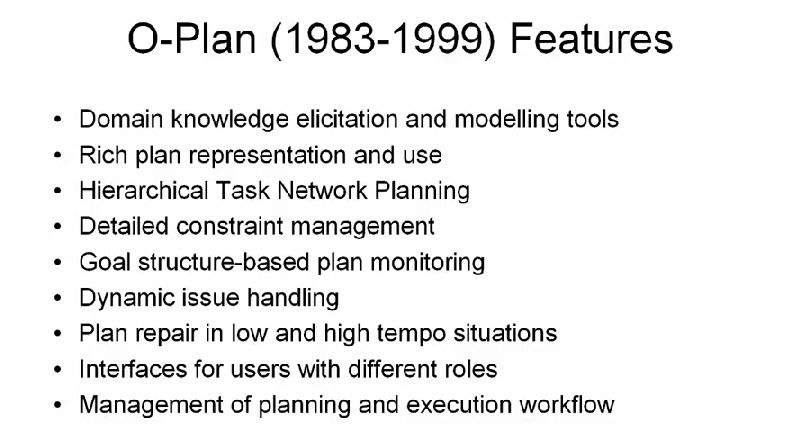 O-Plan (1983-1999) Features
• Domain knowledge elicitation and modelling tools
• Rich plan representation and use
• Hierarchical Task Network Planning
• Detailed constraint management
• Goal structure-based plan monitoring
• Dynamic issue handling
• Plan repair in low and high tempo situations
• Interfaces for users with different roles
• Management of planning and execution workflow